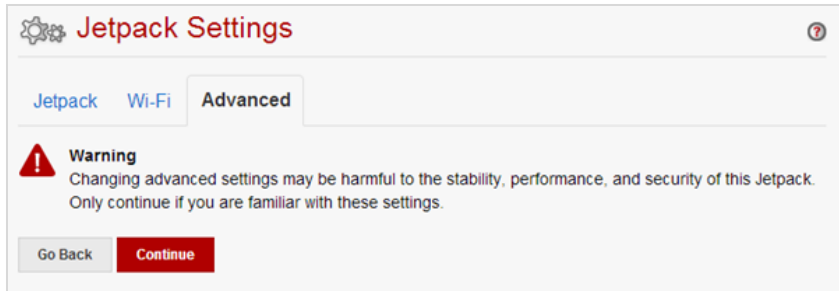 Jetpack Settings
?
Jetpack Wi-Fi Advanced
Warning
Changing advanced settings may be harmful to the stability, performance, and security of this Jetpack.
Only continue if you are familiar with these settings.
Go Back Continue